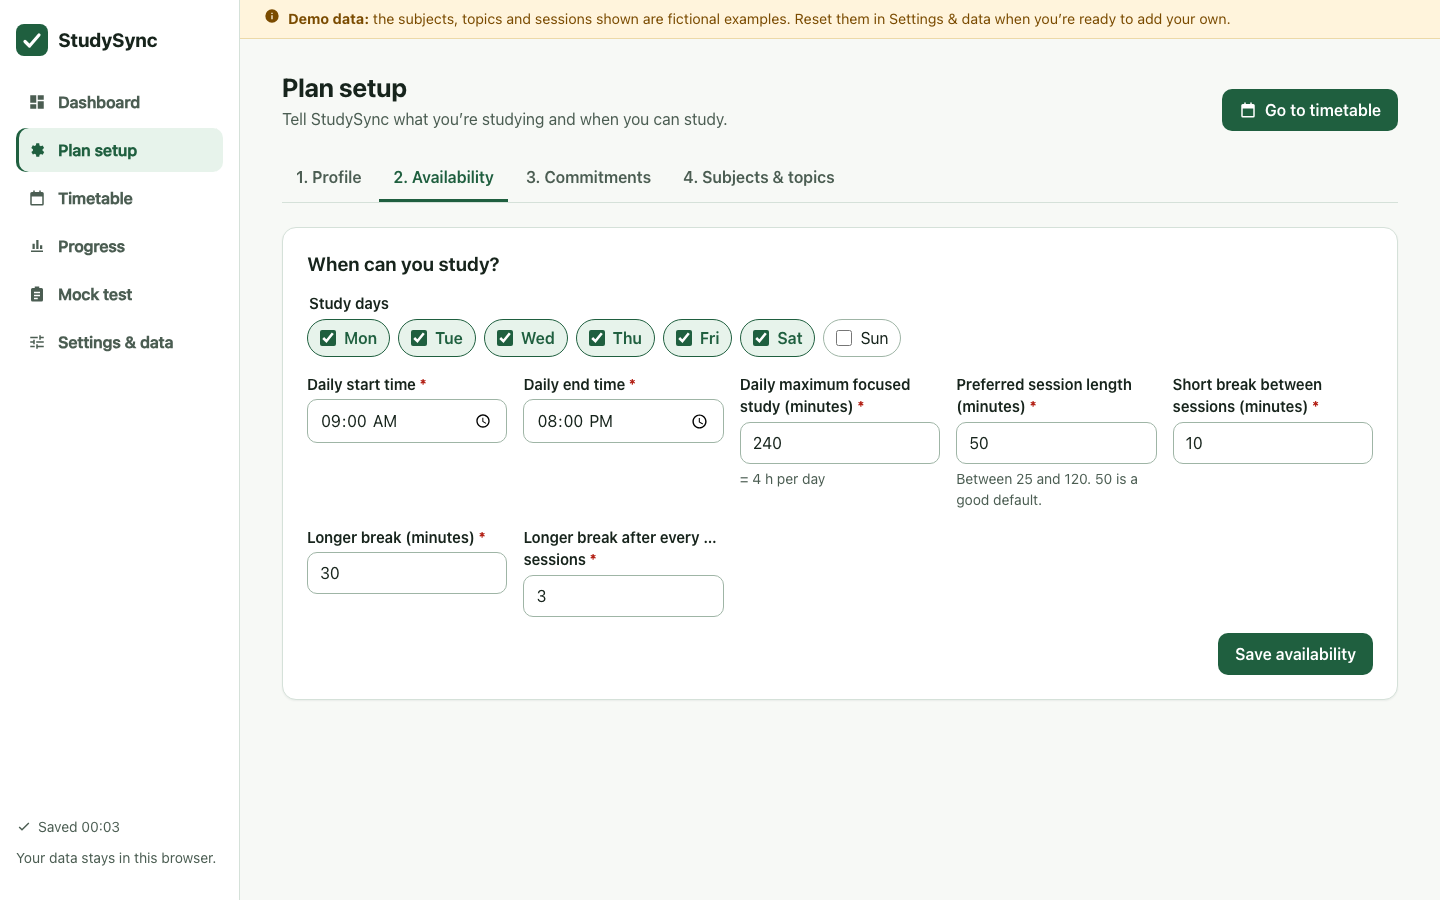 StudySync
Dashboard
Plan setup
Timetable
Progress
Mock test
Settings & data
Saved 00:03
Your data stays in this browser.
Demo data: the subjects, topics and sessions shown are fictional examples. Reset them in Settings & data when you’re ready to add your own.
Plan setup
Tell StudySync what you’re studying and when you can study.
Go to timetable
1. Profile
2. Availability
3. Commitments
4. Subjects & topics
When can you study?
Study days
Mon
Tue
Wed
Thu
Fri
Sat
Sun
Daily start time *
09:00 AM
Daily end time *
08:00 PM
Daily maximum focused
study (minutes) *
240
= 4 h per day
Preferred session length
(minutes) *
50
Between 25 and 120. 50 is a
good default.
Short break between
sessions (minutes) *
10
Longer break (minutes) *
30
Longer break after every ...
sessions *
3
Save availability